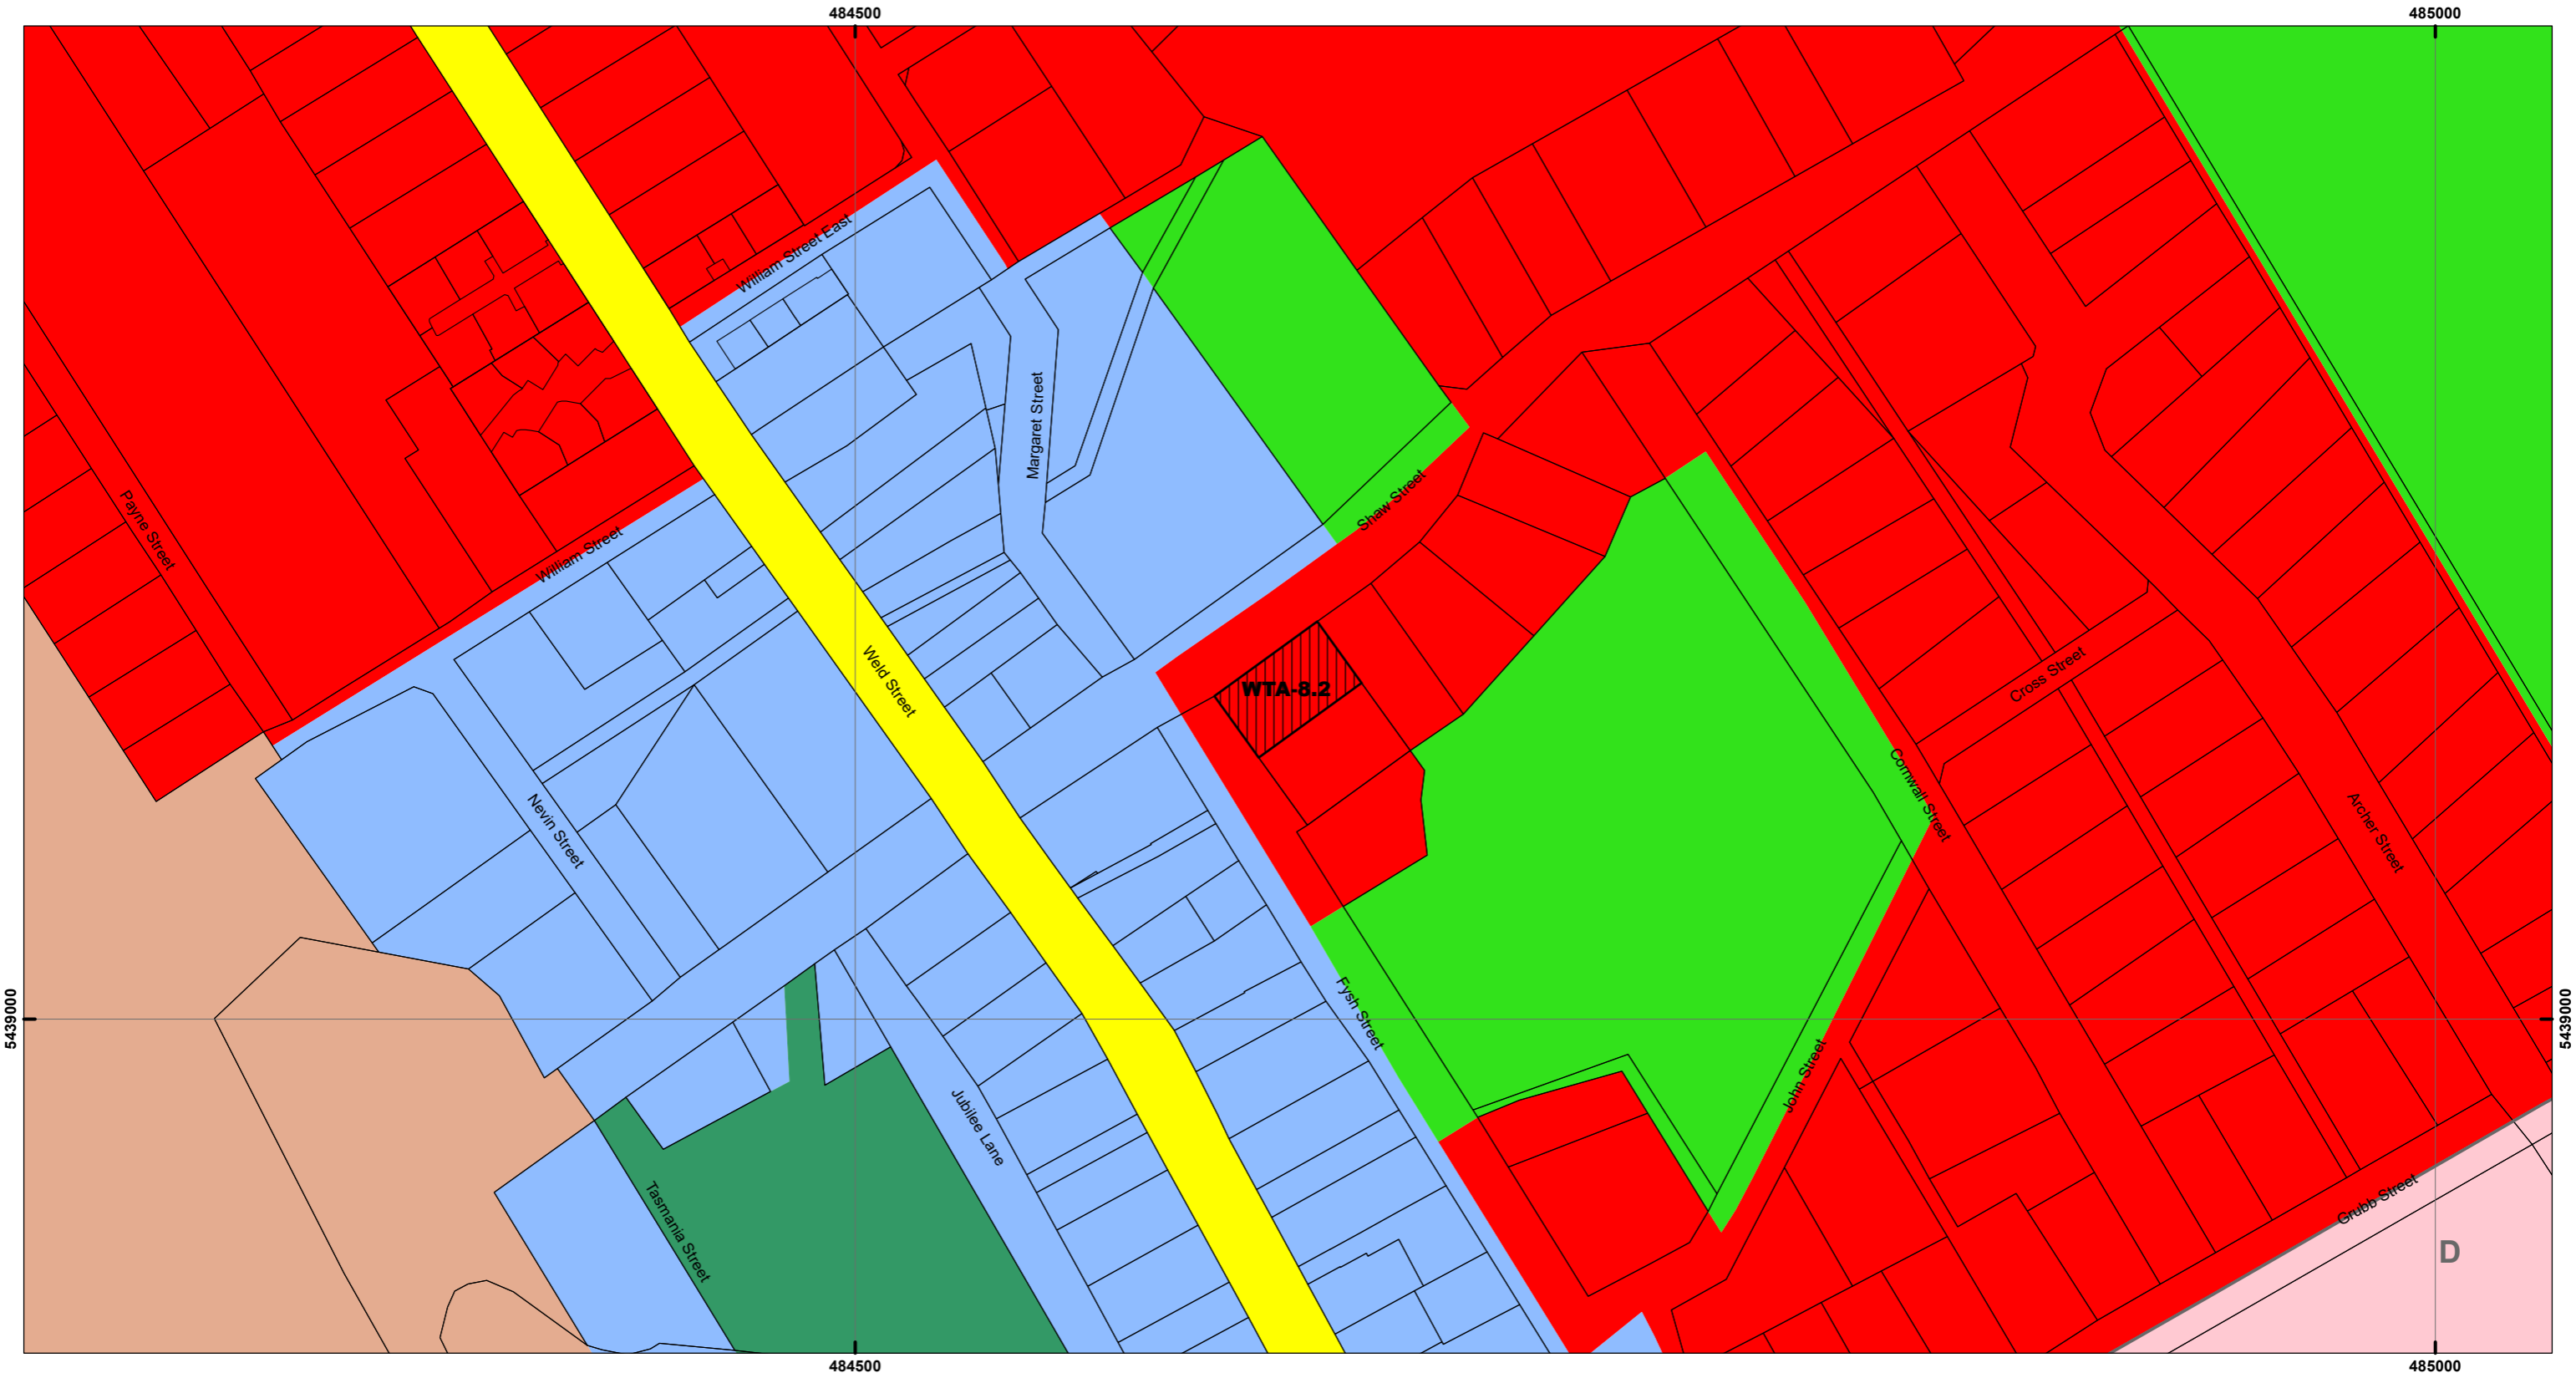 484500
485000
William Street East
Margaret Street
Payne Street
William Street
Shaw Street
Weld Street
WTA-8.2
Cross Street
Nevin Street
Cornwall Street
Archer Street
5439000
5439000
Fysh Street
John Street
Jubilee Lane
Tasmania Street
Grubb Street
D
484500
485000